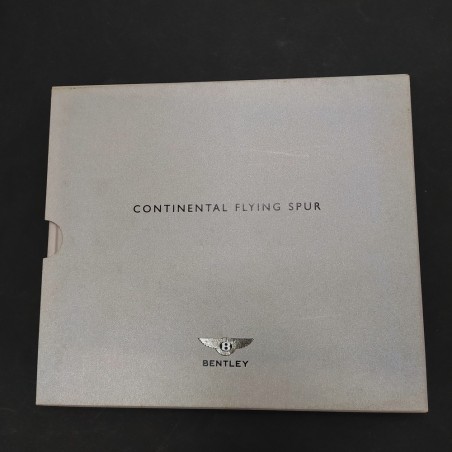 CONTINENTAL FLYING SPUR
B
BENTLEY